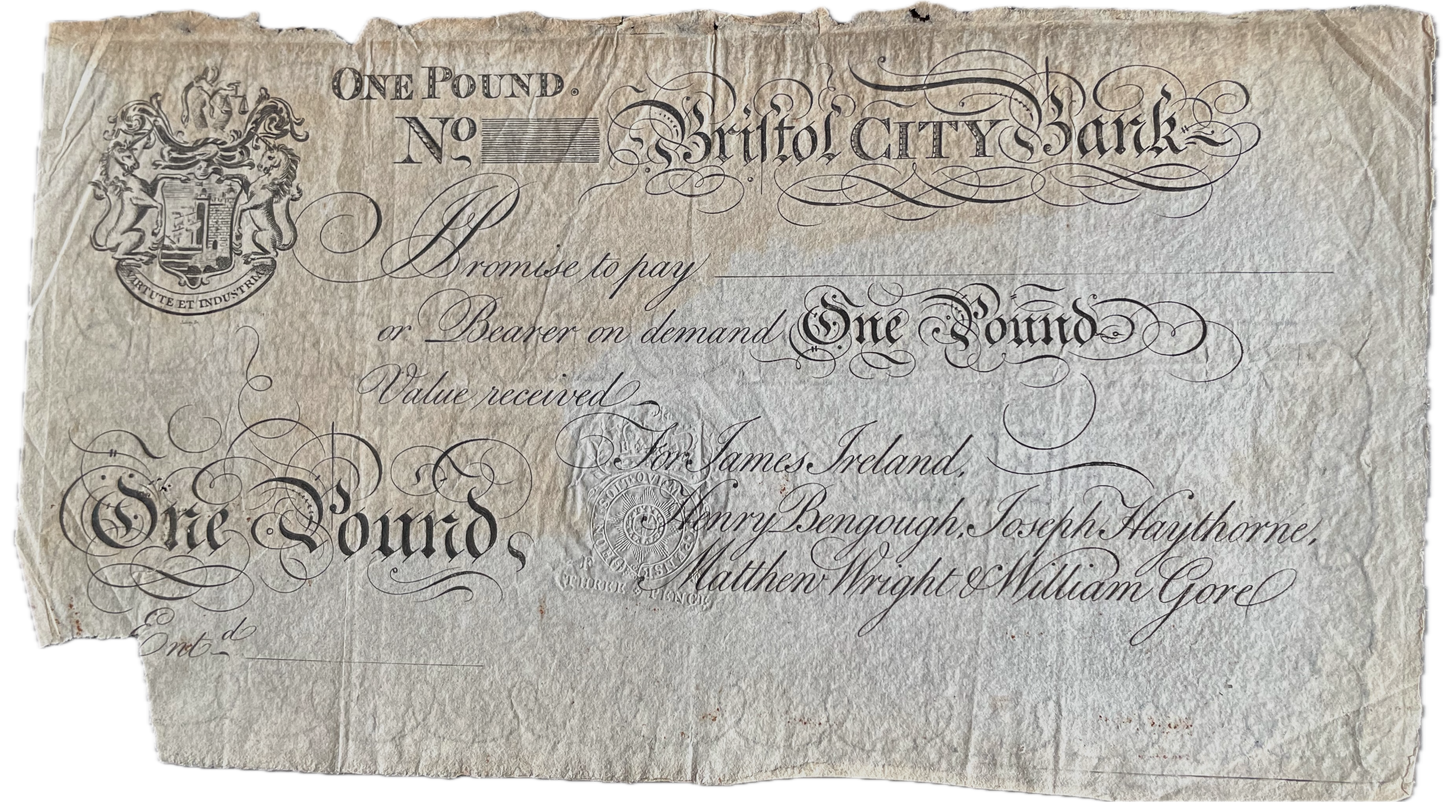 ONE POUND.
No
Bristol CITY Bank
I Promise to pay
or Bearer on demand One Pound
Value received
VIRTUTE ET INDUSTRIA
For James Ireland,
One Pound,
Henry Bengough, Joseph Haythorne,
Matthew Wright & William Gore
THREE PENCE
Entd